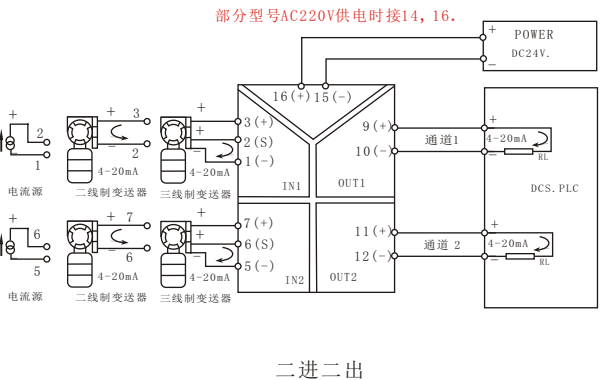 部分型号AC220V供电时接14, 16.
+ POWER
DC24V.
−
16(+) 15(−)
+ 2
− 1
电流源
+ 3
− 2
4-20mA
二线制变送器
+
+
−
4-20mA
三线制变送器
3(+)
2(S)
1(−)
IN1
9(+)
10(−)
OUT1
通道1
+
4-20mA
−
RL
DCS.PLC
+ 6
5
电流源
+ 7
− 6
4-20mA
二线制变送器
+
+
−
4-20mA
三线制变送器
7(+)
6(S)
5(−)
IN2
11(+)
12(−)
OUT2
通道 2
+
4-20mA
−
RL
二进二出